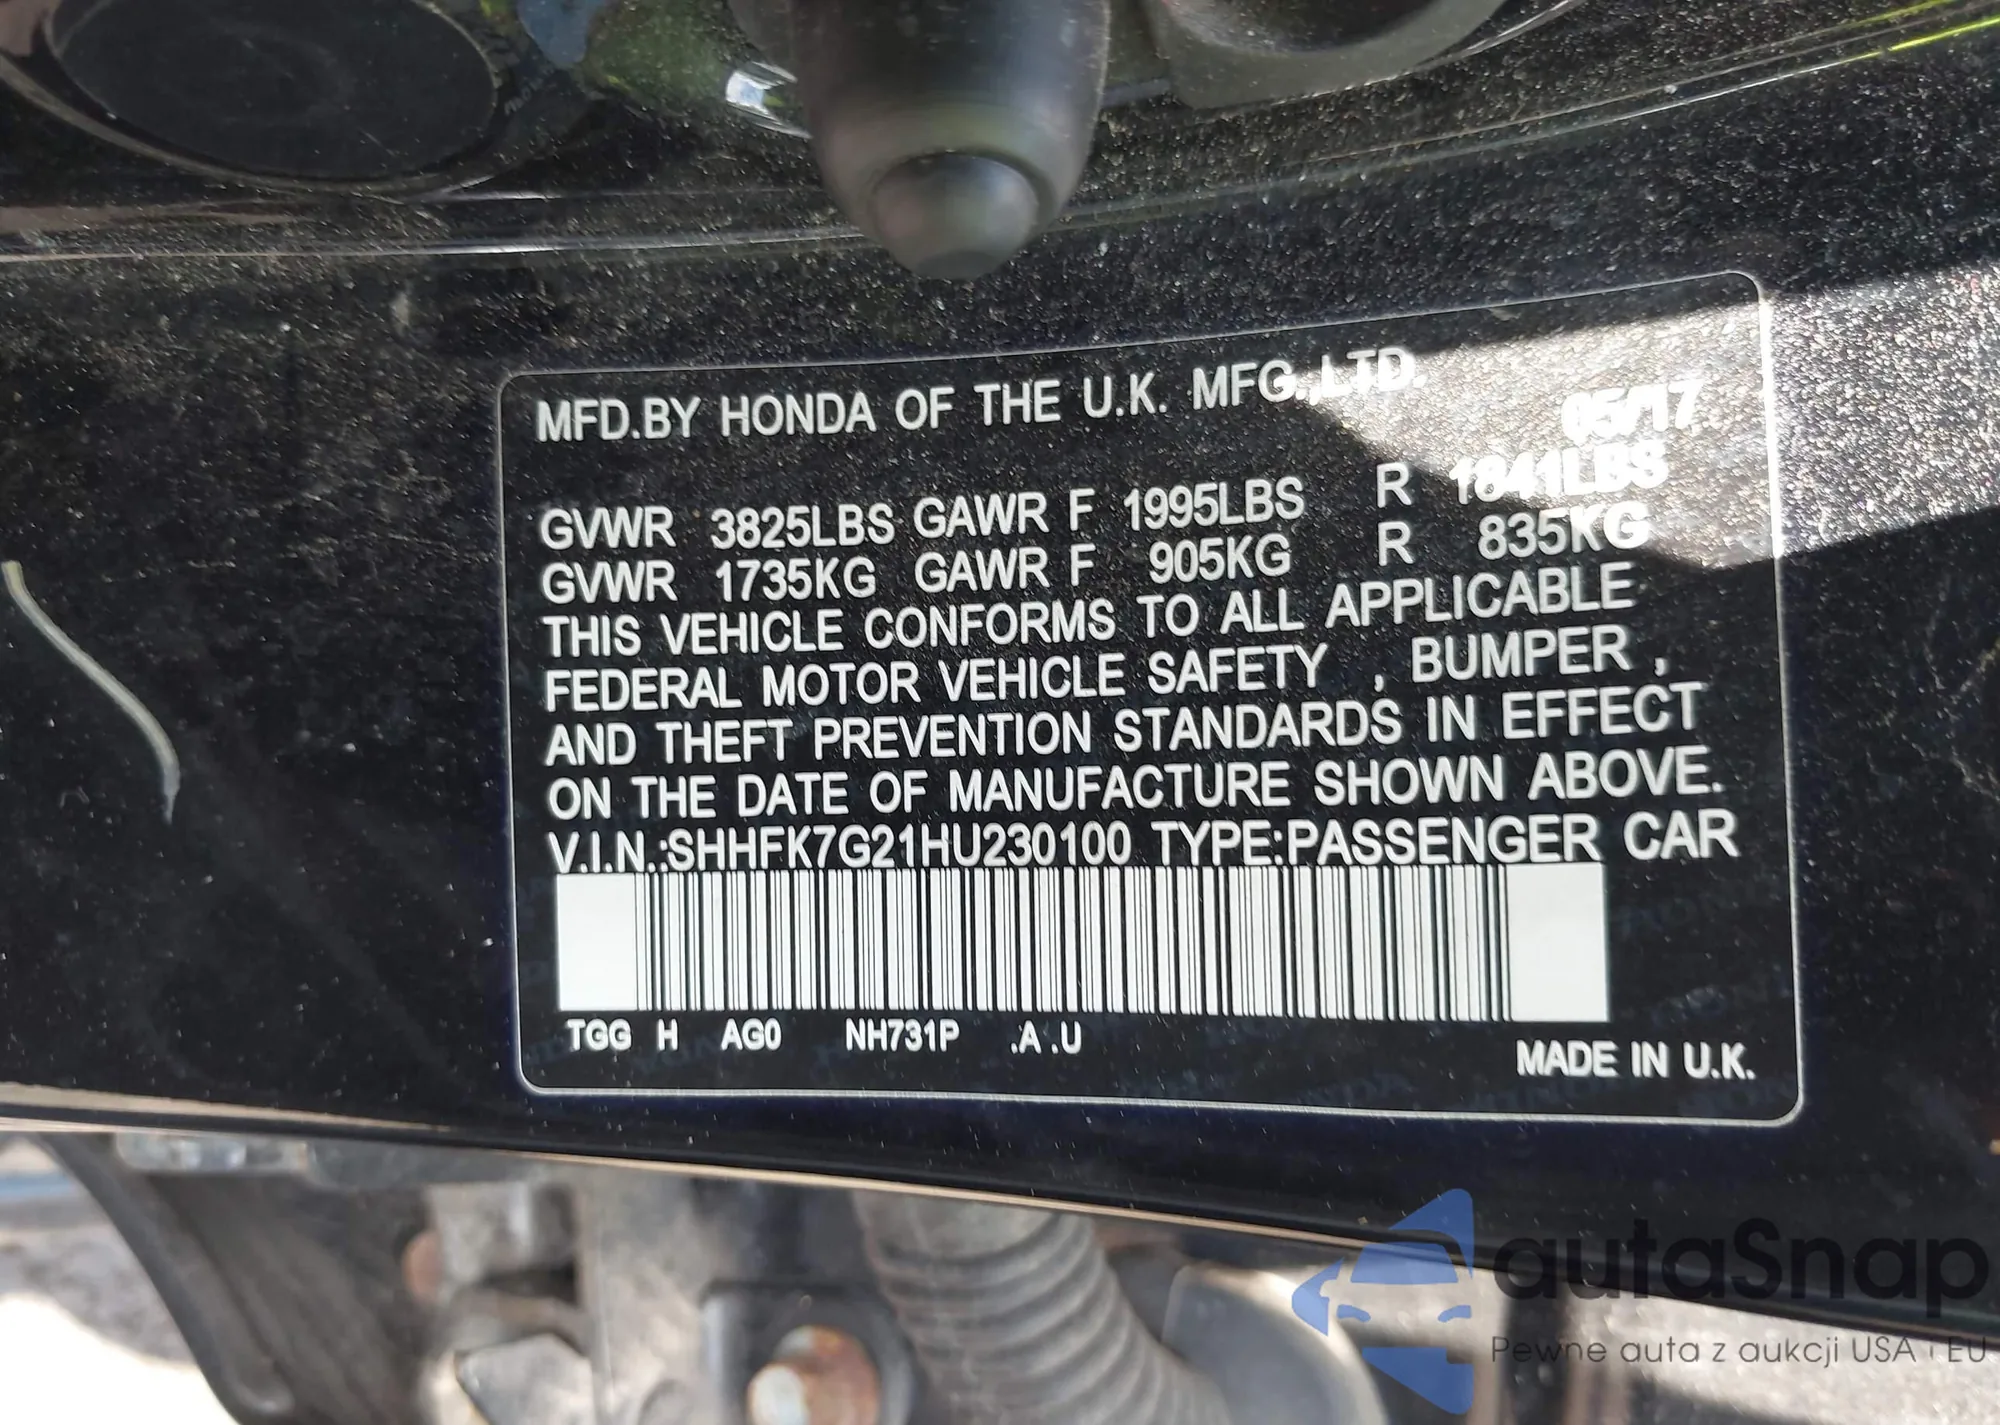 MFD.BY HONDA OF THE U.K. MFG.,LTD.
05/17
GVWR 3825LBS GAWR F 1995LBS R 1841LBS
GVWR 1735KG GAWR F 905KG R 835KG
THIS VEHICLE CONFORMS TO ALL APPLICABLE
FEDERAL MOTOR VEHICLE SAFETY , BUMPER ,
AND THEFT PREVENTION STANDARDS IN EFFECT
ON THE DATE OF MANUFACTURE SHOWN ABOVE.
V.I.N.:SHHFK7G21HU230100 TYPE:PASSENGER CAR
TGG H AG0 NH731P .A .U
MADE IN U.K.
autaSnap
Pewne auta z aukcji USA i EU